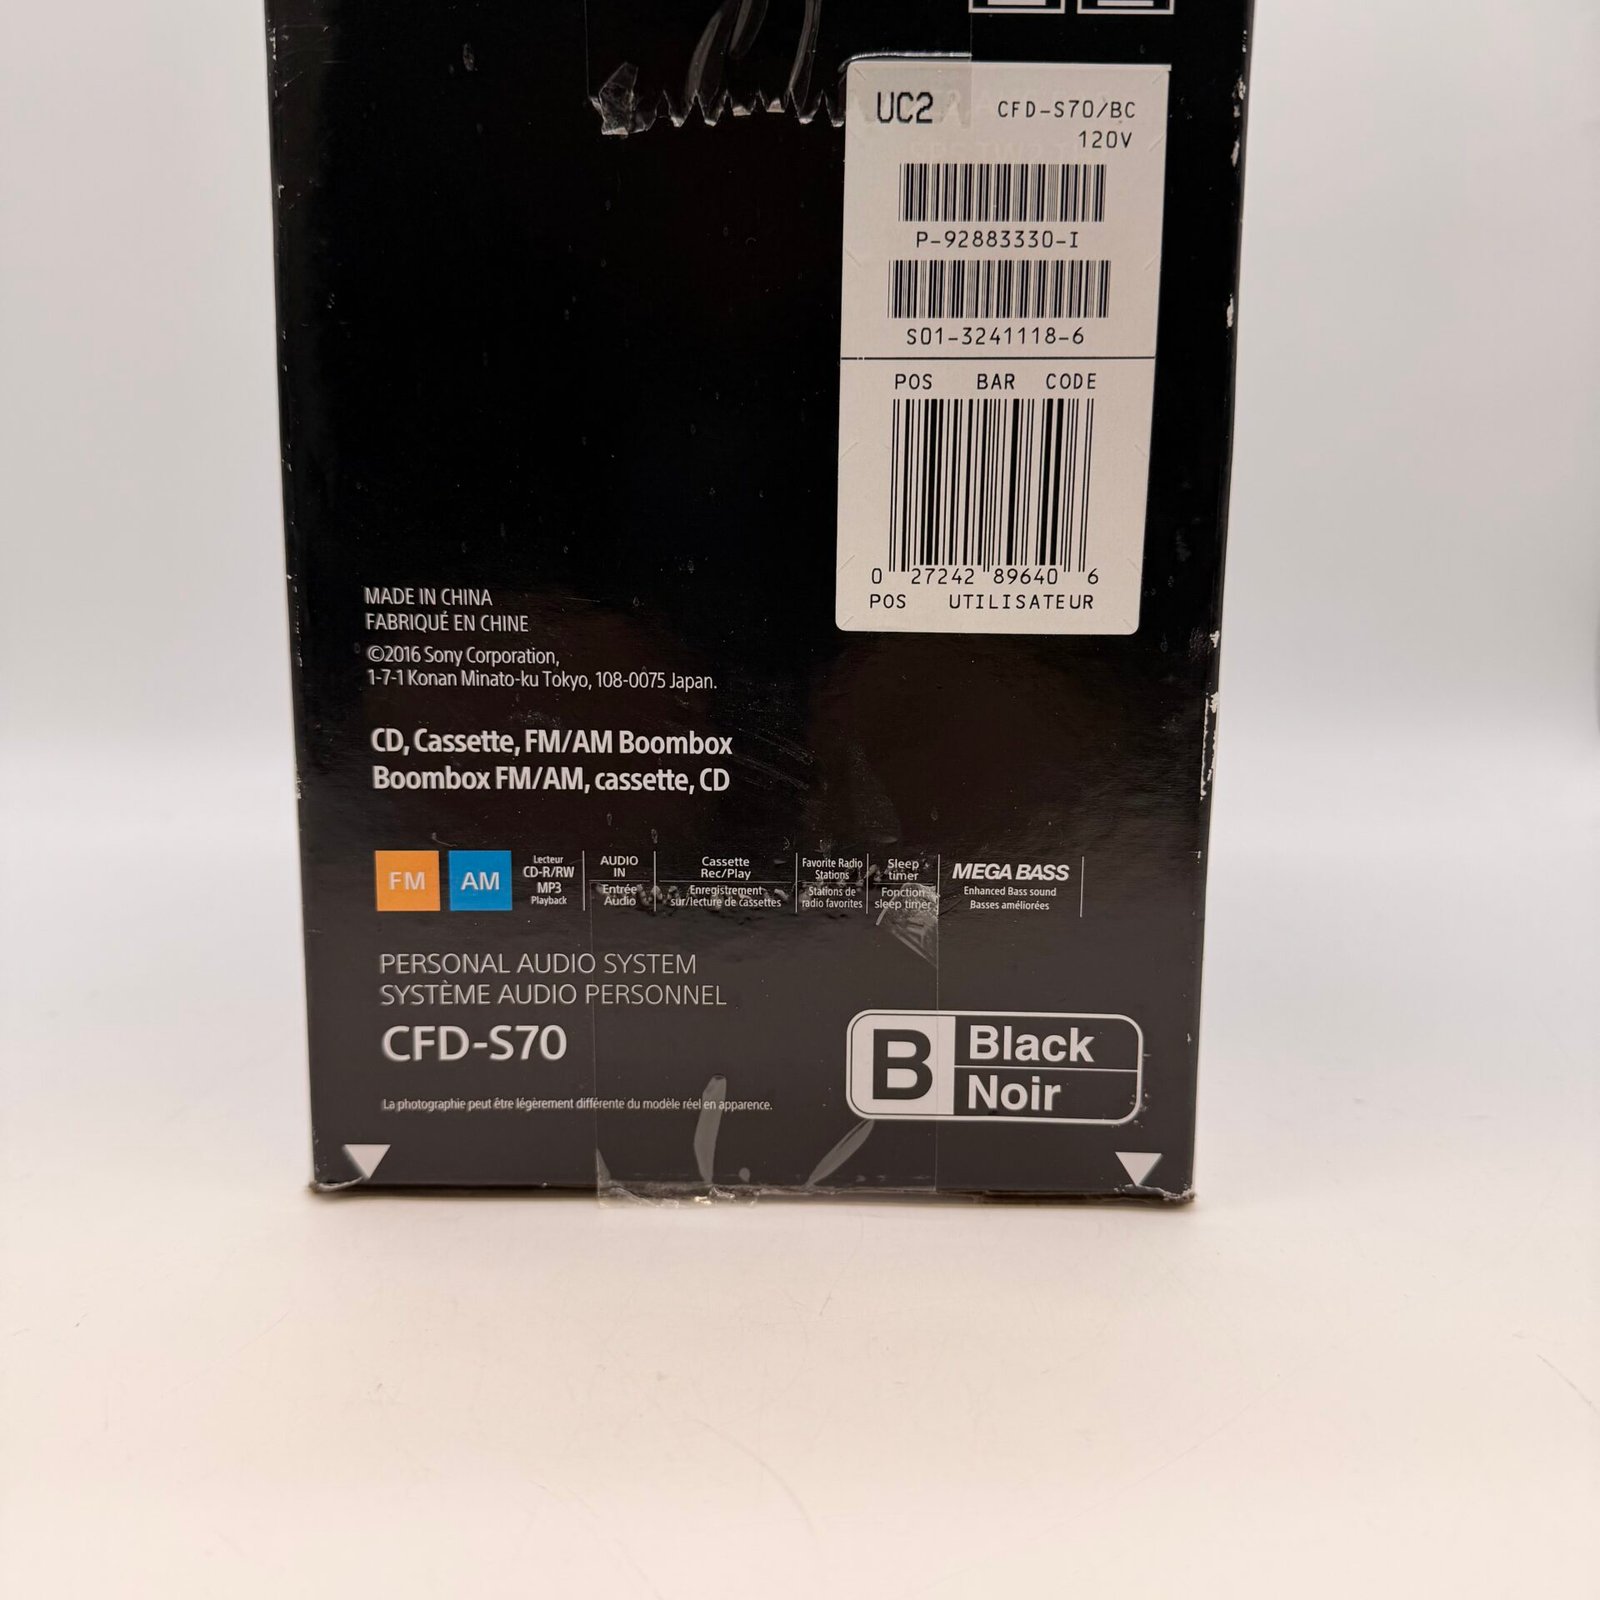 UC2
CFD-S70/BC
120V
P-92883330-I
S01-3241118-6
POS BAR CODE
0 27242 89640 6
POS UTILISATEUR
MADE IN CHINA
FABRIQUÉ EN CHINE
©2016 Sony Corporation,
1-7-1 Konan Minato-ku Tokyo, 108-0075 Japan.
CD, Cassette, FM/AM Boombox
Boombox FM/AM, cassette, CD
FM
AM
Lecteur
CD-R/RW
MP3
Playback
AUDIO
IN
Entrée
Audio
Cassette
Rec/Play
Enregistrement
sur/lecture de cassettes
Favorite Radio
Stations
Stations de
radio favorites
Sleep
timer
Fonction
sleep timer
MEGA BASS
Enhanced Bass sound
Basses améliorées
PERSONAL AUDIO SYSTEM
SYSTÈME AUDIO PERSONNEL
CFD-S70
B
Black
Noir
La photographie peut être légèrement différente du modèle réel en apparence.